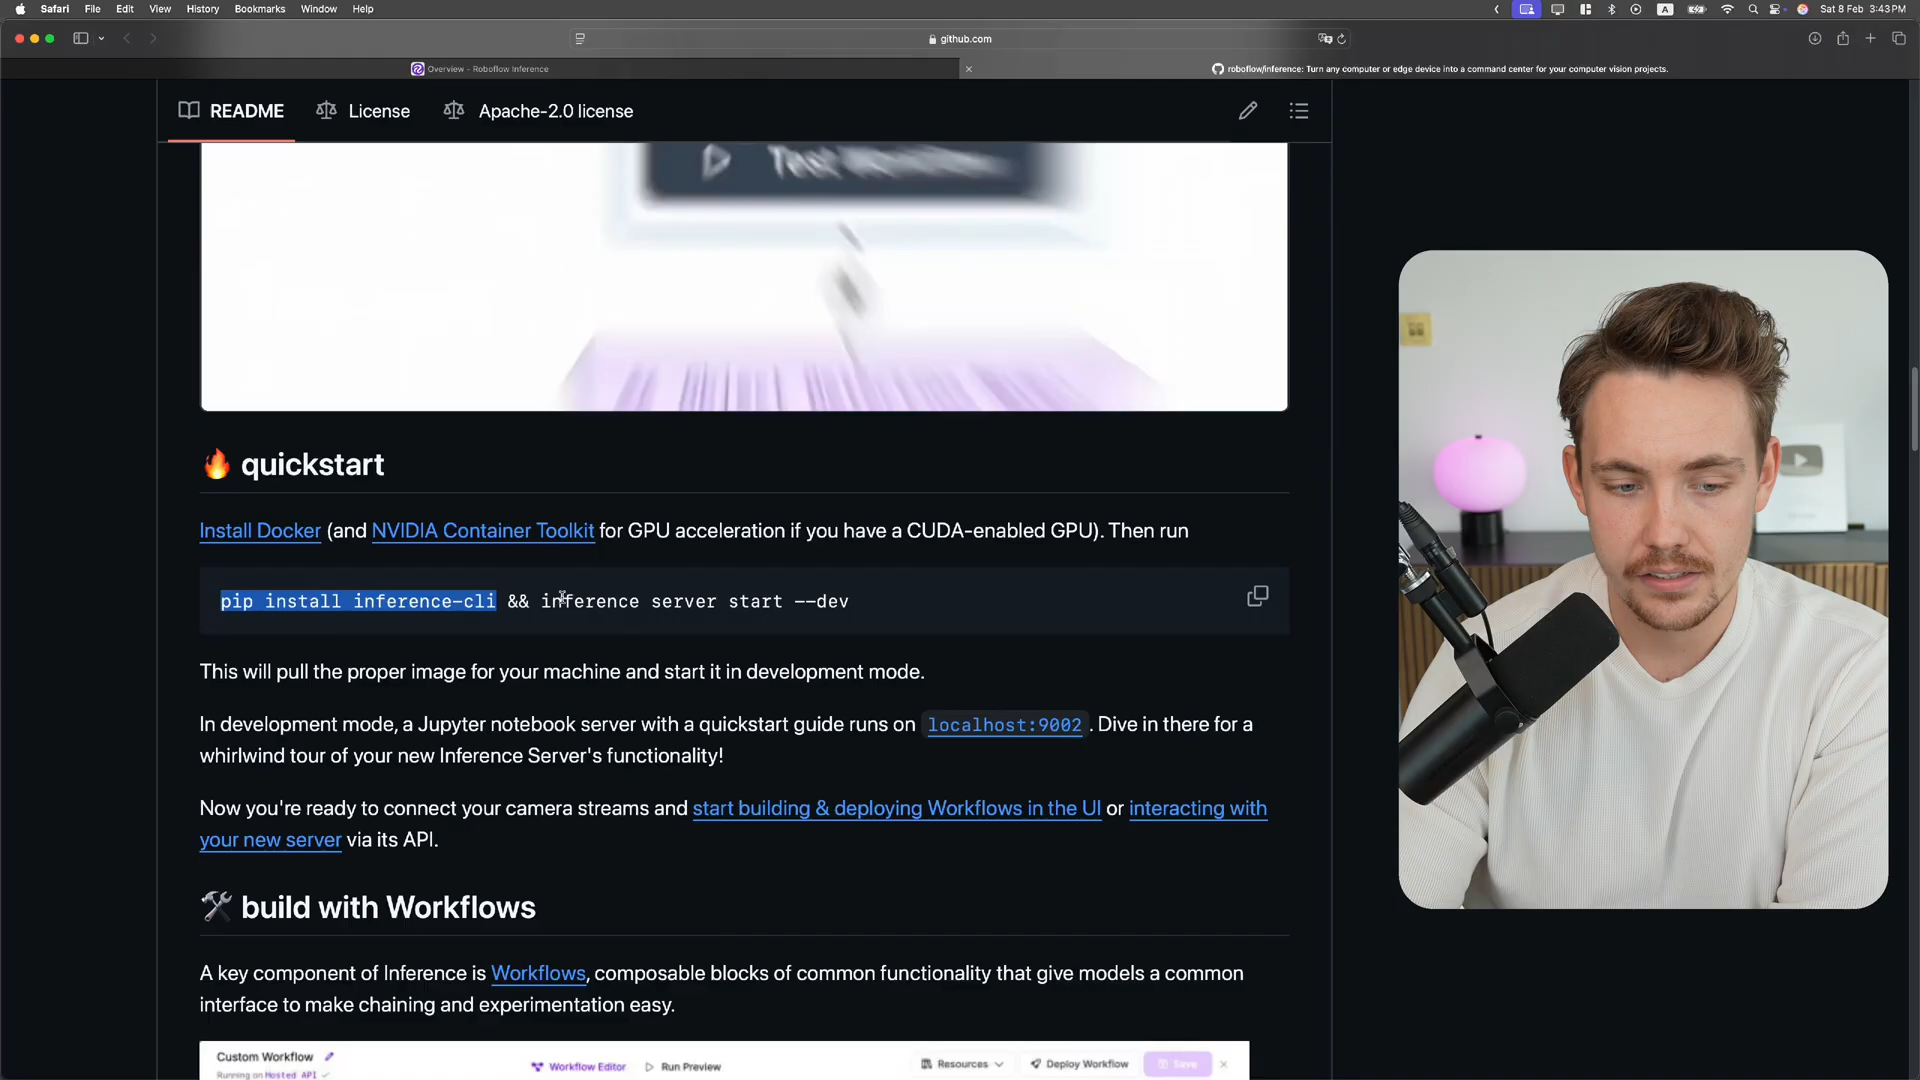 Safari File Edit View History Bookmarks Window Help
A
Sat 8 Feb 3:43 PM
github.com
Overview – Roboflow Inference
roboflow/inference: Turn any computer or edge device into a command center for your computer vision projects.
README License Apache-2.0 license
Test Workflow
🔥 quickstart
Install Docker (and NVIDIA Container Toolkit for GPU acceleration if you have a CUDA-enabled GPU). Then run
pip install inference-cli && inference server start --dev
This will pull the proper image for your machine and start it in development mode.
In development mode, a Jupyter notebook server with a quickstart guide runs on localhost:9002 . Dive in there for a
whirlwind tour of your new Inference Server's functionality!
Now you're ready to connect your camera streams and start building & deploying Workflows in the UI or interacting with
your new server via its API.
🛠️ build with Workflows
A key component of Inference is Workflows, composable blocks of common functionality that give models a common
interface to make chaining and experimentation easy.
Custom Workflow
Workflow Editor Run Preview Resources Deploy Workflow Save
Running on Hosted API